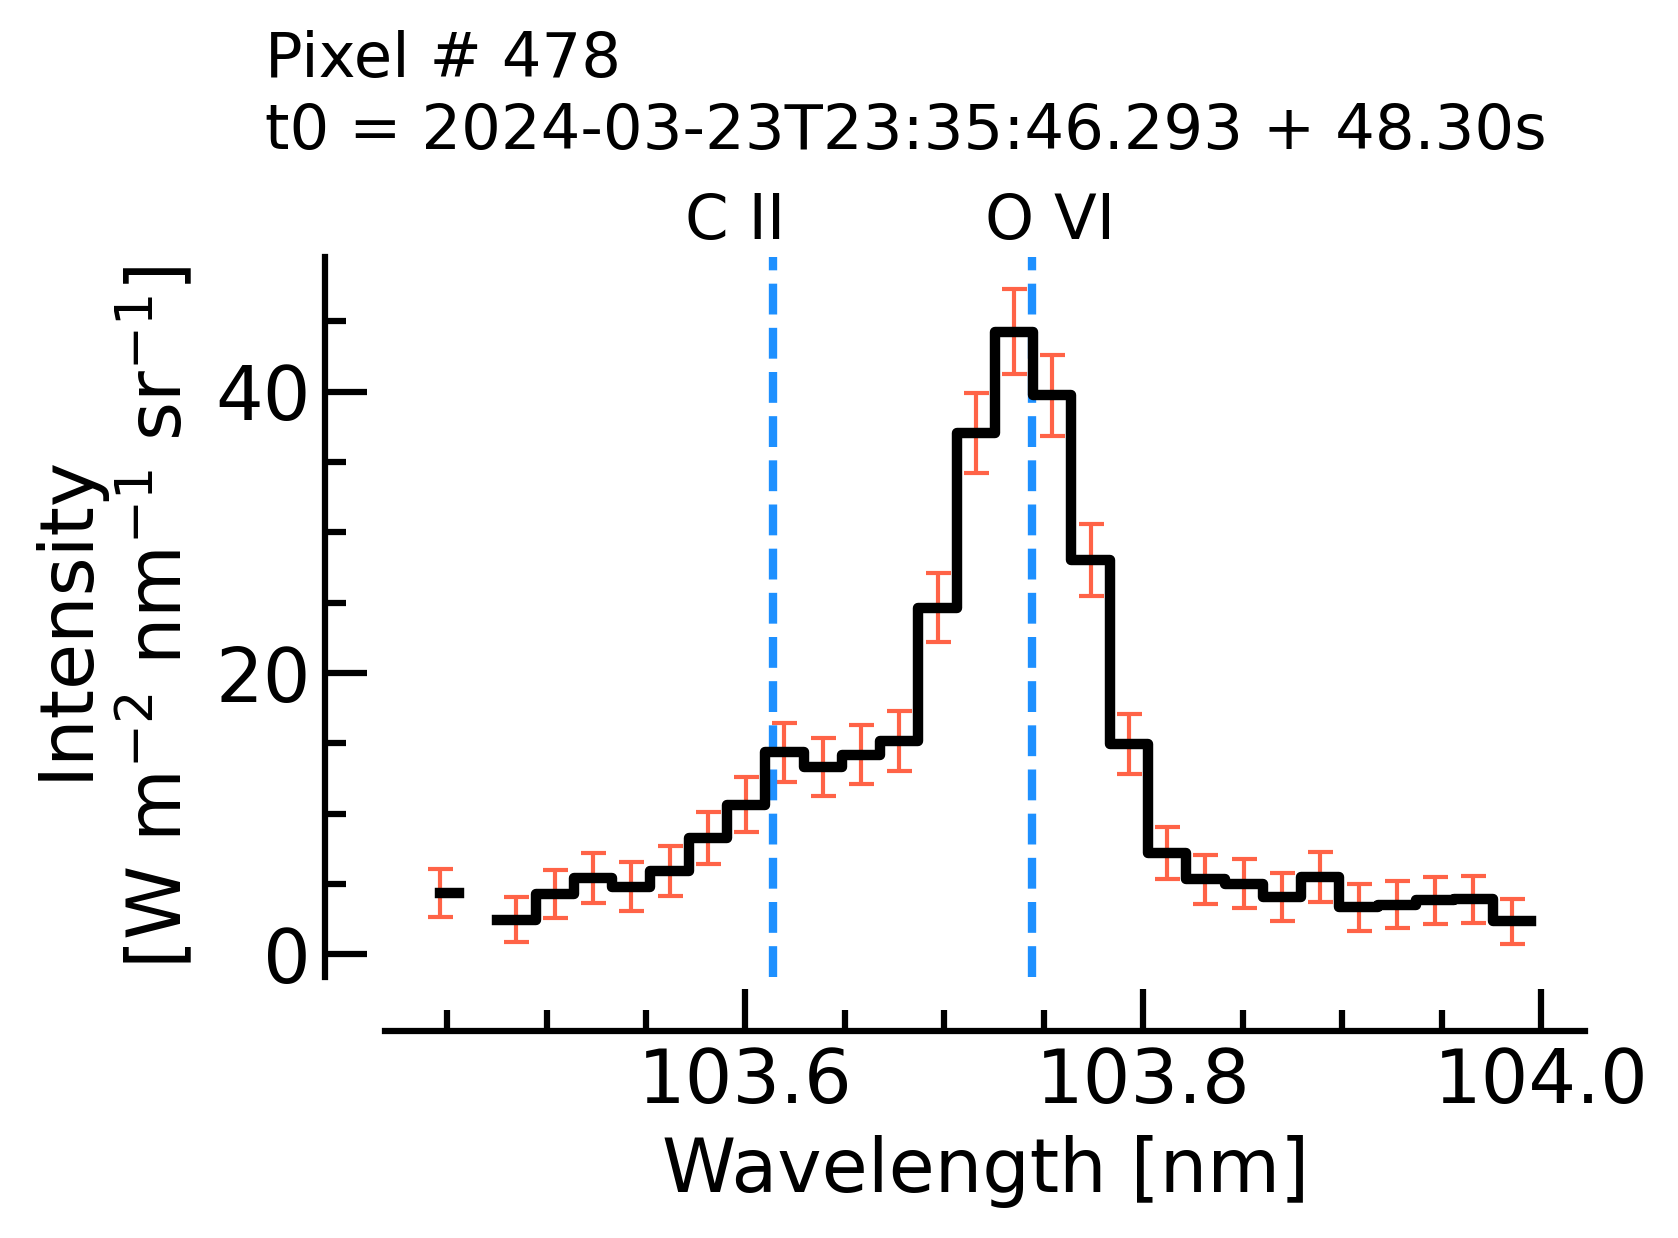 Pixel # 478
t0 = 2024-03-23T23:35:46.293 + 48.30s
C II
O VI
Intensity
[W m⁻² nm⁻¹ sr⁻¹]
40
20
0
103.6
103.8
104.0
Wavelength [nm]